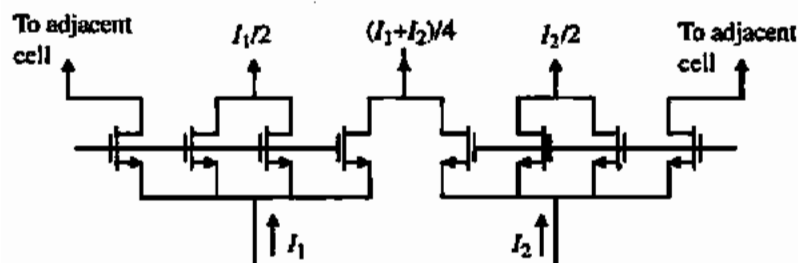 To adjacent
cell
I₁/2
(I₁+I₂)/4
I₂/2
To adjacent
cell
I₁
I₂